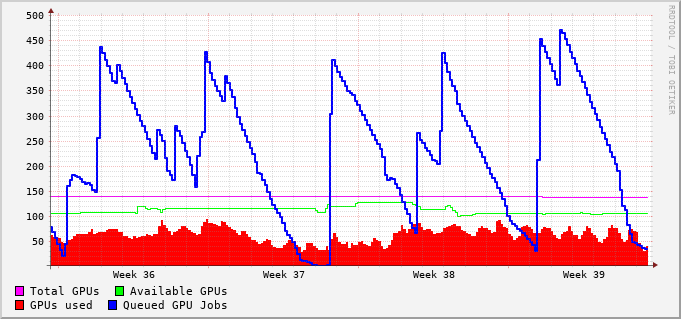 500
450
400
350
300
250
200
150
100
50
Week 36 Week 37 Week 38 Week 39
Total GPUs Available GPUs
GPUs used Queued GPU Jobs
RRDTOOL / TOBI OETIKER